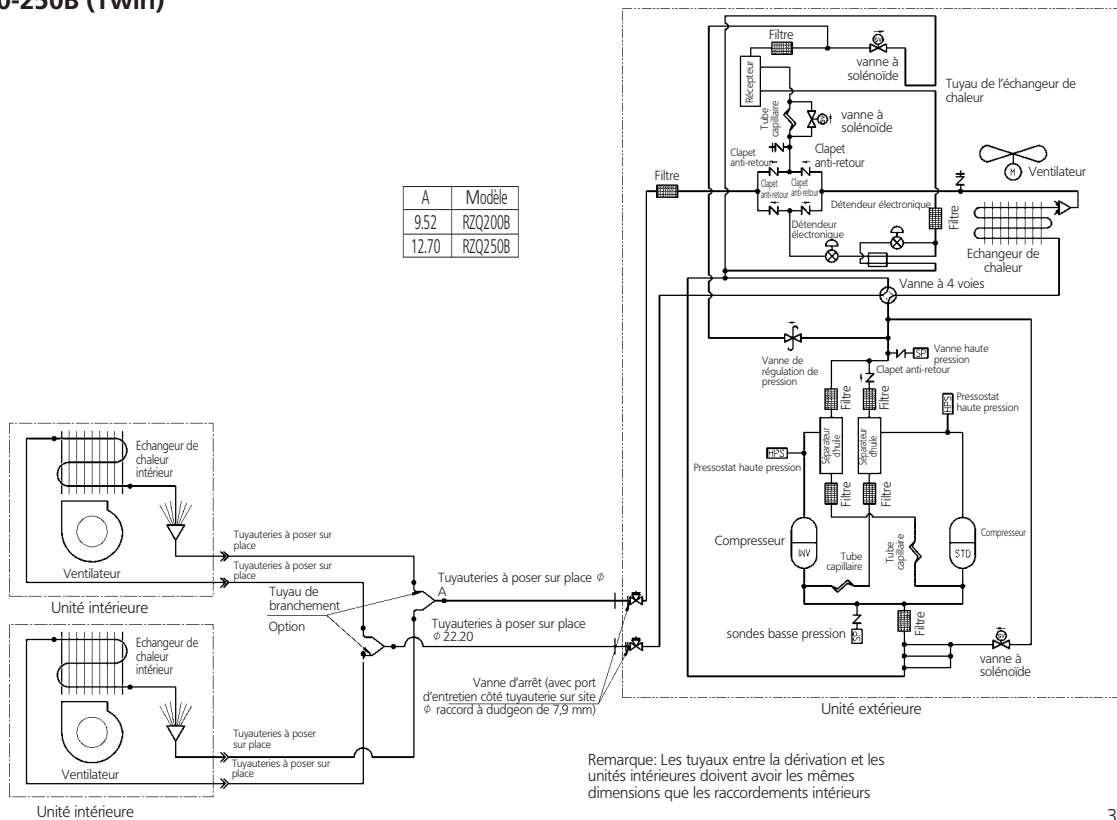 0-250B (Twin)
A Modèle
9.52 RZQ200B
12.70 RZQ250B
Filtre
vanne à
solénoïde
Récepteur
Tube
capillaire
vanne à
solénoïde
Tuyau de l'échangeur de
chaleur
Clapet
anti-retour
Clapet
anti-retour
Filtre
Clapet
anti-retour
Clapet
anti-retour
M
Ventilateur
Détendeur électronique
Filtre
Détendeur
électronique
Echangeur de
chaleur
Vanne à 4 voies
Vanne de
régulation de
pression
SP
Vanne haute
pression
Clapet anti-retour
Filtre
Filtre
HPS
Pressostat
haute pression
HPS
Pressostat haute pression
Séparateur
d'huile
Séparateur
d'huile
Filtre
Filtre
Compresseur
INV
Tube
capillaire
Tube
capillaire
Compresseur
STD
sondes basse pression
SP
Filtre
vanne à
solénoïde
Unité extérieure
Echangeur de
chaleur
intérieur
Ventilateur
Unité intérieure
Tuyauteries à poser sur
place
Tuyauteries à poser sur
place
Tuyau de
branchement
Option
Tuyauteries à poser sur place ϕ
A
Tuyauteries à poser sur place
ϕ 22.20
Vanne d'arrêt (avec port
d'entretien côté tuyauterie sur site
ϕ raccord à dudgeon de 7,9 mm)
Echangeur de
chaleur
intérieur
Ventilateur
Unité intérieure
Tuyauteries à poser
sur place
Tuyauteries à poser sur
place
Remarque: Les tuyaux entre la dérivation et les
unités intérieures doivent avoir les mêmes
dimensions que les raccordements intérieurs
3